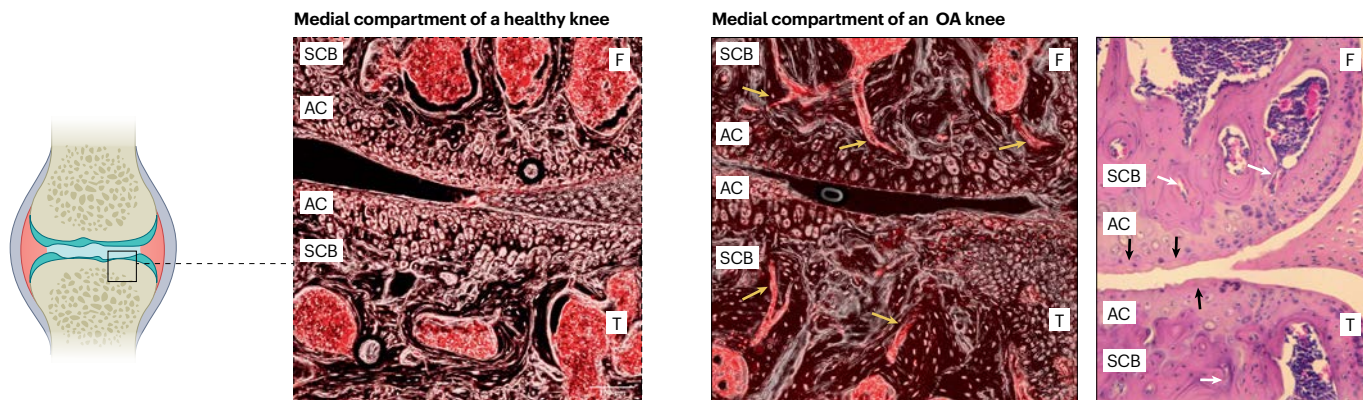 Medial compartment of a healthy knee
SCB
F
AC
AC
SCB
T
Medial compartment of an OA knee
SCB
F
AC
AC
SCB
T
F
SCB
AC
AC
T
SCB